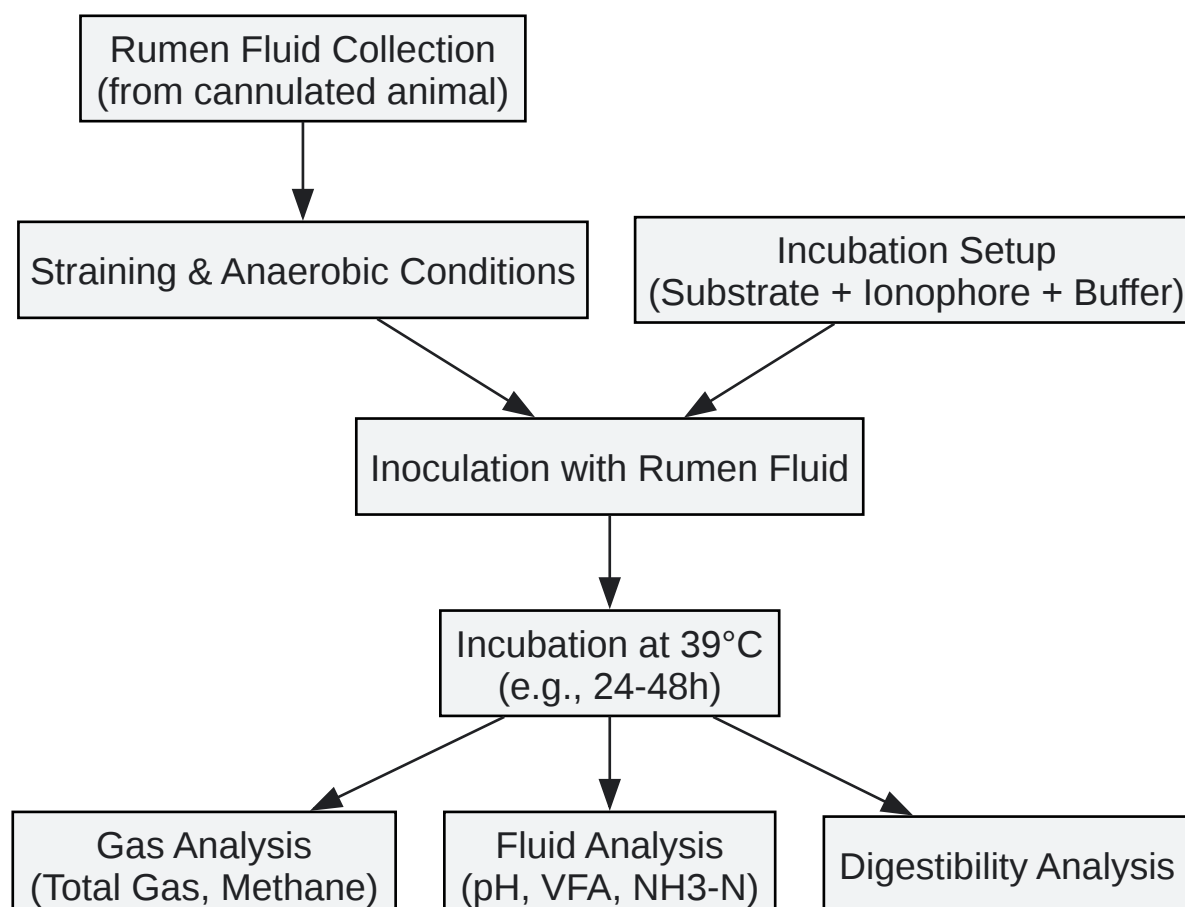 Rumen Fluid Collection
(from cannulated animal)
Straining & Anaerobic Conditions
Incubation Setup
(Substrate + Ionophore + Buffer)
Inoculation with Rumen Fluid
Incubation at 39°C
(e.g., 24-48h)
Gas Analysis
(Total Gas, Methane)
Fluid Analysis
(pH, VFA, NH3-N)
Digestibility Analysis